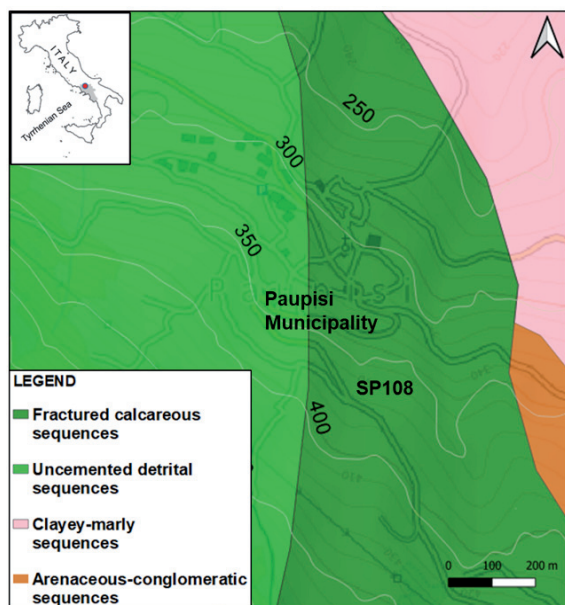 ITALY
Tyrrhenian Sea
250
300
350
Paupisi
Municipality
SP108
400
LEGEND
Fractured calcareous
sequences
Uncemented detrital
sequences
Clayey-marly
sequences
Arenaceous-conglomeratic
sequences
0 100 200 m